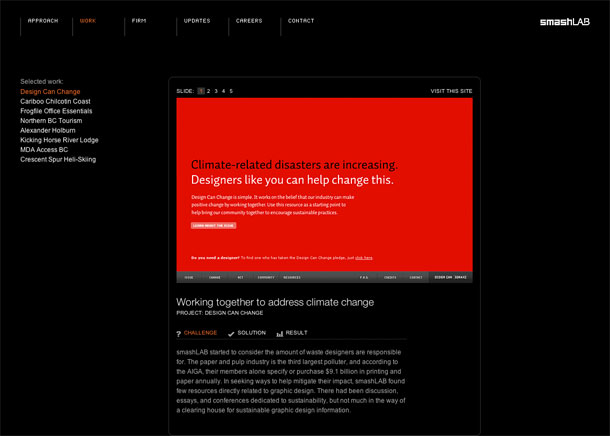 APPROACH
WORK
FIRM
UPDATES
CAREERS
CONTACT
smashLAB
Selected work:
Design Can Change
Cariboo Chilcotin Coast
Frogfile Office Essentials
Northern BC Tourism
Alexander Holburn
Kicking Horse River Lodge
MDA Access BC
Crescent Spur Heli-Skiing
SLIDE: 1 2 3 4 5
VISIT THIS SITE
Climate-related disasters are increasing.
Designers like you can help change this.
Design Can Change is simple. It works on the belief that our industry can make
positive change by working together. Use this resource as a starting point to
help bring our community together to encourage sustainable practices.
LEARN ABOUT THE ISSUE
Do you need a designer? To find one who has taken the Design Can Change pledge, just click here.
ISSUE
CHANGE
ACT
COMMUNITY
RESOURCES
F.A.Q.
CREDITS
CONTACT
DESIGN CAN CHANGE
Working together to address climate change
PROJECT: DESIGN CAN CHANGE
? CHALLENGE
SOLUTION
RESULT
smashLAB started to consider the amount of waste designers are responsible
for. The paper and pulp industry is the third largest polluter, and according to
the AIGA, their members alone specify or purchase $9.1 billion in printing and
paper annually. In seeking ways to help mitigate their impact, smashLAB found
few resources directly related to graphic design. There had been discussion,
essays, and conferences dedicated to sustainability, but not much in the way of
a clearing house for sustainable graphic design information.